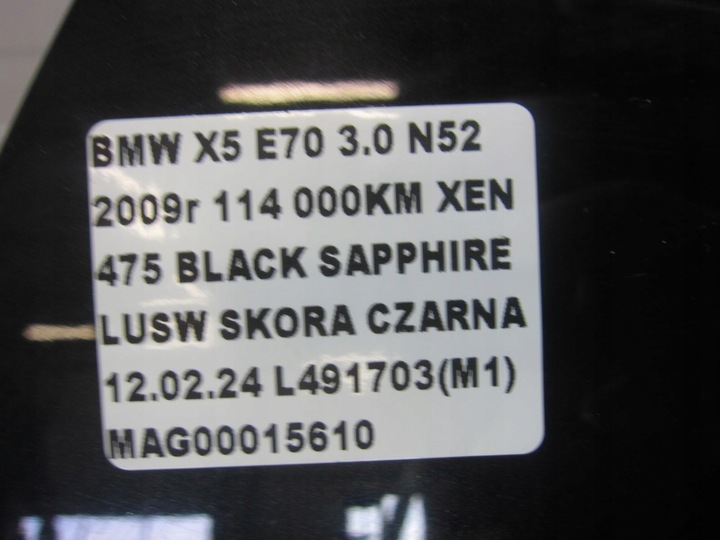 BMW X5 E70 3.0 N52
2009r 114 000KM XEN
475 BLACK SAPPHIRE
LUSW SKORA CZARNA
12.02.24 L491703(M1)
MAG00015610